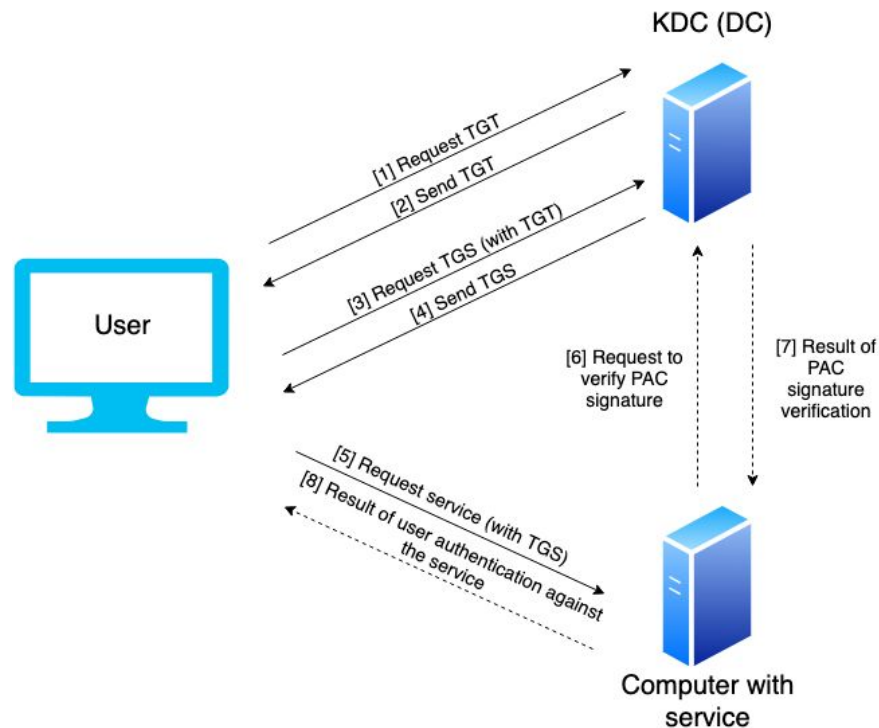 KDC (DC)
[1] Request TGT
[2] Send TGT
[3] Request TGS (with TGT)
[4] Send TGS
User
[6] Request to
verify PAC
signature
[7] Result of
PAC
signature
verification
[5] Request service (with TGS)
[8] Result of user authentication against
the service
Computer with
service